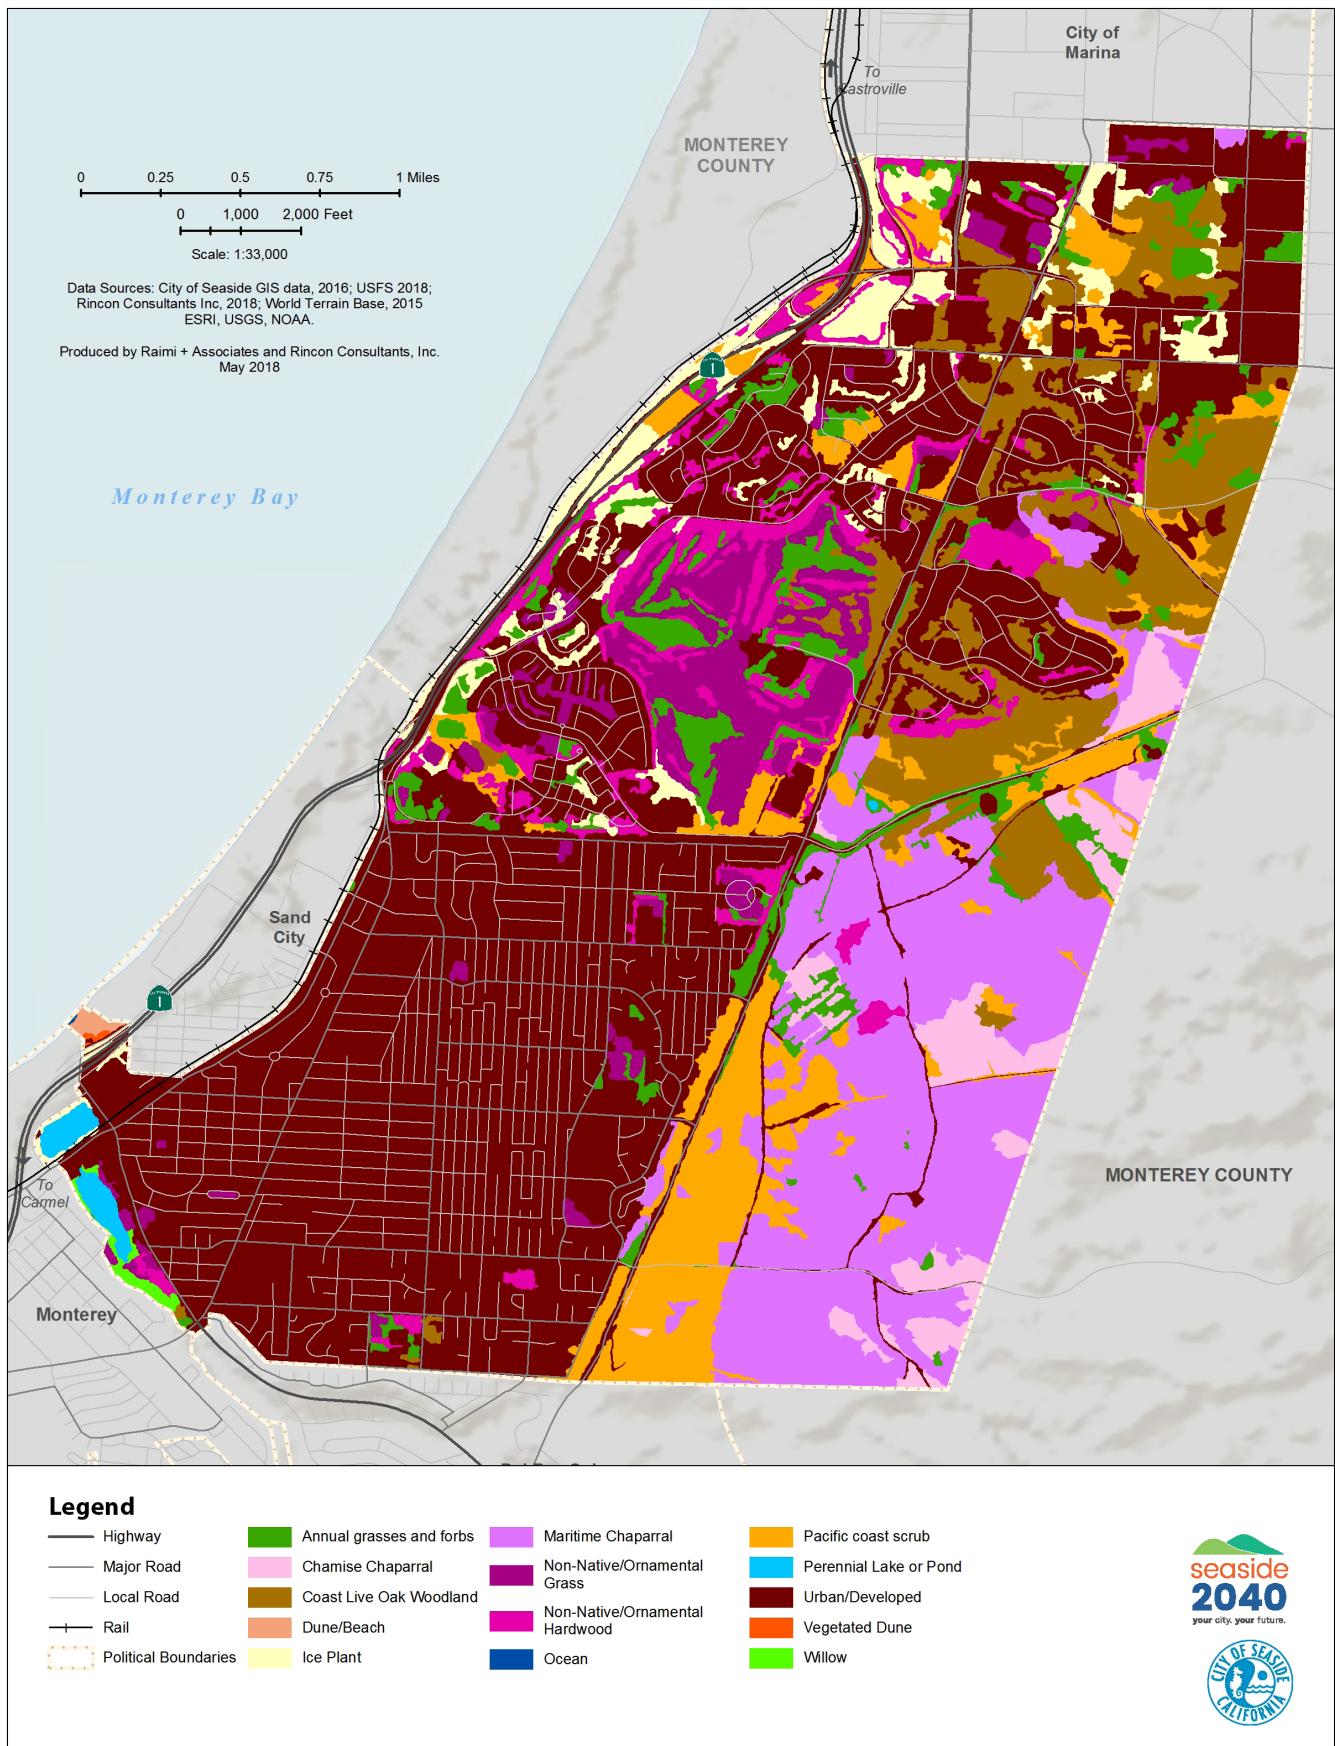 City of
Marina
To
Castroville
MONTEREY
COUNTY
0 0.25 0.5 0.75 1 Miles
0 1,000 2,000 Feet
Scale: 1:33,000
Data Sources: City of Seaside GIS data, 2016; USFS 2018;
Rincon Consultants Inc, 2018; World Terrain Base, 2015
ESRI, USGS, NOAA.
Produced by Raimi + Associates and Rincon Consultants, Inc.
May 2018
1
Monterey Bay
Sand
City
1
To
Carmel
MONTEREY COUNTY
Monterey
Legend
Highway
Major Road
Local Road
Rail
Political Boundaries
Annual grasses and forbs
Chamise Chaparral
Coast Live Oak Woodland
Dune/Beach
Ice Plant
Maritime Chaparral
Non-Native/Ornamental
Grass
Non-Native/Ornamental
Hardwood
Ocean
Pacific coast scrub
Perennial Lake or Pond
Urban/Developed
Vegetated Dune
Willow
seaside
2040
your city. your future.
CITY OF SEASIDE
CALIFORNIA